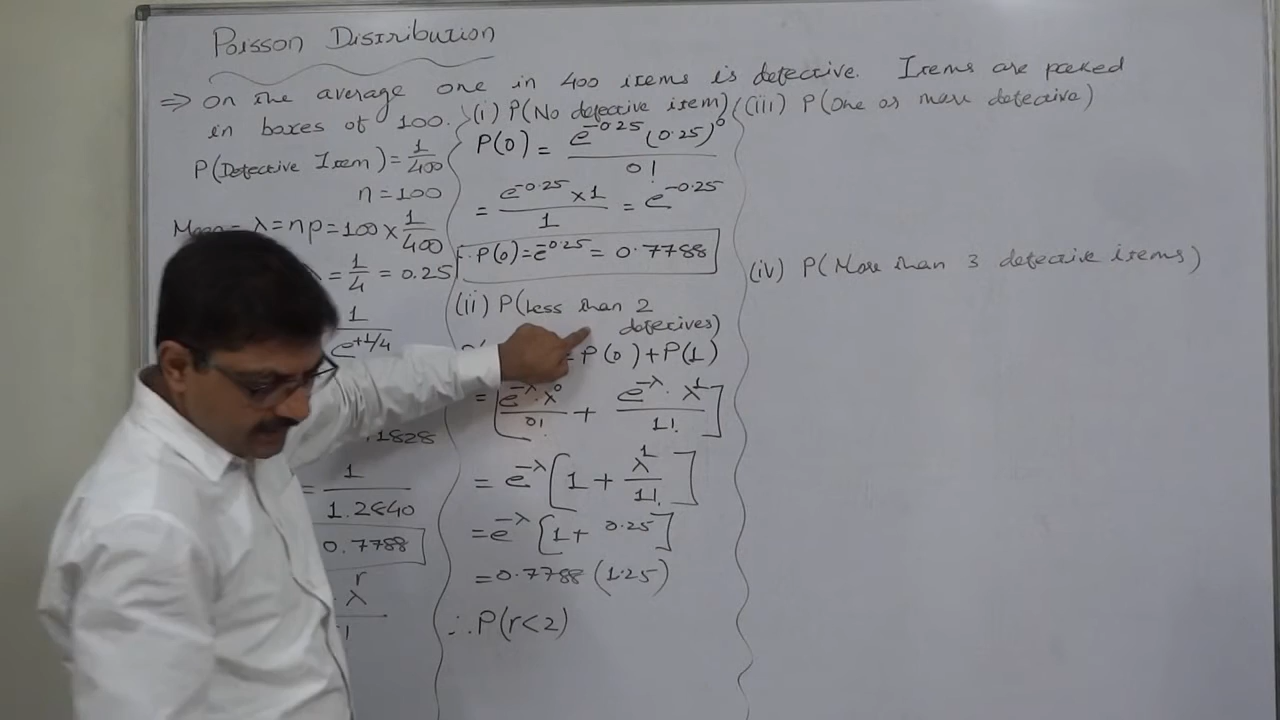 Poisson Distribution
⇒ On the average one in 400 items is defective. Items are packed
in boxes of 100.
P(Defective Item) = 1/400
n = 100
= λ = np = 100 × 1/400
= 1/4 = 0.25
1/e^{+1/4}
.1828
= 1/1.2840
0.7788
λ^r
(i) P(No defective item)
P(0) = e^{-0.25} (0.25)^0 / 0!
= e^{-0.25} × 1 / 1 = e^{-0.25}
∴ P(0) = e^{-0.25} = 0.7788
(ii) P(Less than 2
defectives)
= P(0) + P(1)
= [e^{-λ} · λ^0 / 0! + e^{-λ} · λ^1 / 1!]
= e^{-λ} [1 + λ^1 / 1!]
= e^{-λ} [1 + 0.25]
= 0.7788 (1.25)
∴ P(r<2)
(iii) P(One or more defective)
(iv) P(More than 3 defective items)